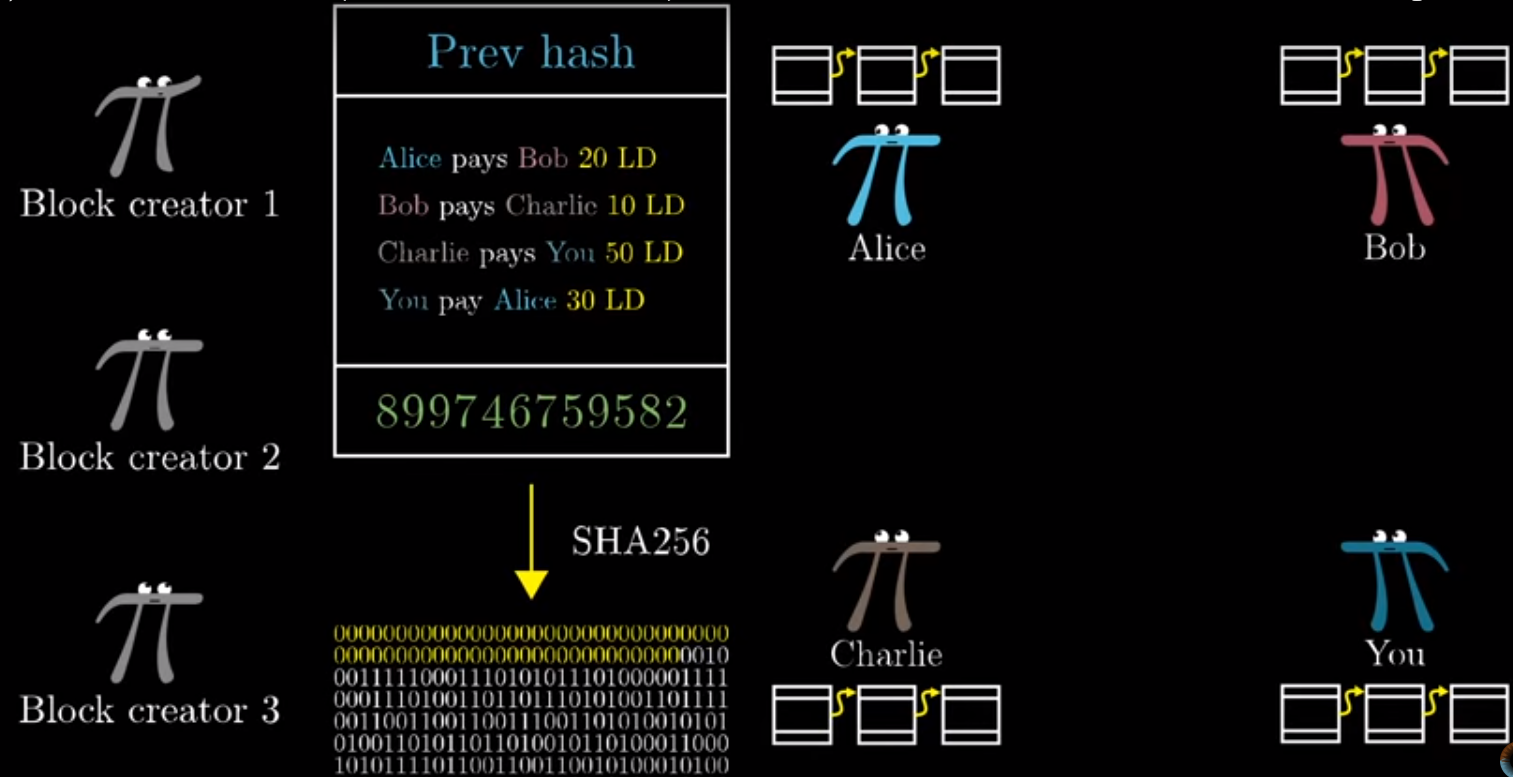 Prev hash
Alice pays Bob 20 LD
Bob pays Charlie 10 LD
Charlie pays You 50 LD
You pay Alice 30 LD
899746759582
SHA256
Block creator 1
Block creator 2
Block creator 3
Alice
Bob
Charlie
You